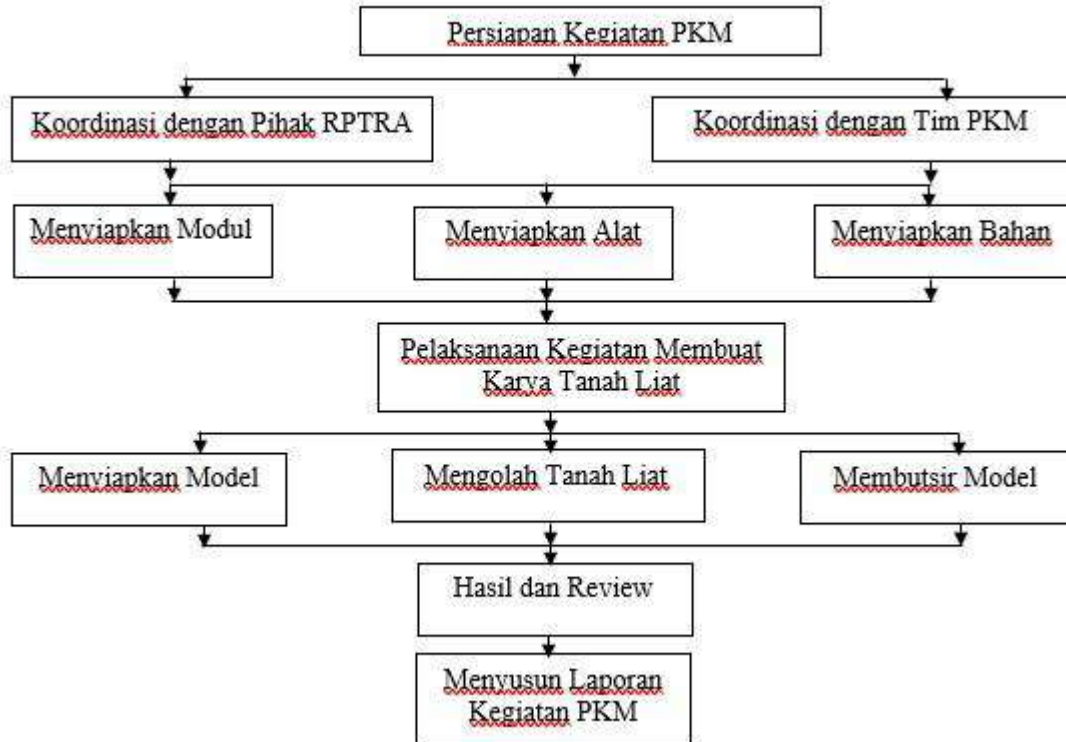 Persiapan Kegiatan PKM
Koordinasi dengan Pihak RPTRA
Koordinasi dengan Tim PKM
Menyiapkan Modul
Menyiapkan Alat
Menyiapkan Bahan
Pelaksanaan Kegiatan Membuat
Karya Tanah Liat
Menyiapkan Model
Mengolah Tanah Liat
Membutsir Model
Hasil dan Review
Menyusun Laporan
Kegiatan PKM